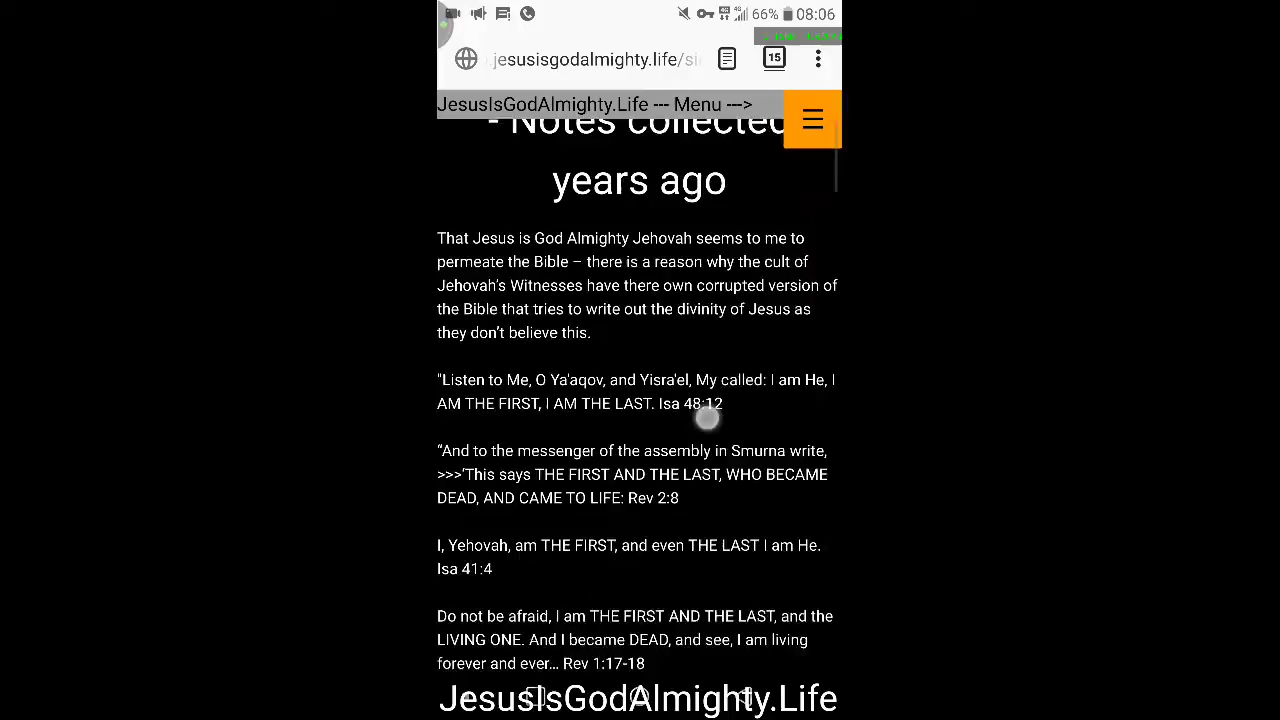 66% 08:06
.jesusisgodalmighty.life/si
15
JesusIsGodAlmighty.Life --- Menu --->
- Notes collected
years ago
That Jesus is God Almighty Jehovah seems to me to
permeate the Bible – there is a reason why the cult of
Jehovah's Witnesses have there own corrupted version of
the Bible that tries to write out the divinity of Jesus as
they don't believe this.
"Listen to Me, O Ya'aqov, and Yisra'el, My called: I am He, I
AM THE FIRST, I AM THE LAST. Isa 48:12
“And to the messenger of the assembly in Smurna write,
>>>‘This says THE FIRST AND THE LAST, WHO BECAME
DEAD, AND CAME TO LIFE: Rev 2:8
I, Yehovah, am THE FIRST, and even THE LAST I am He.
Isa 41:4
Do not be afraid, I am THE FIRST AND THE LAST, and the
LIVING ONE. And I became DEAD, and see, I am living
forever and ever… Rev 1:17-18
JesusIsGodAlmighty.Life